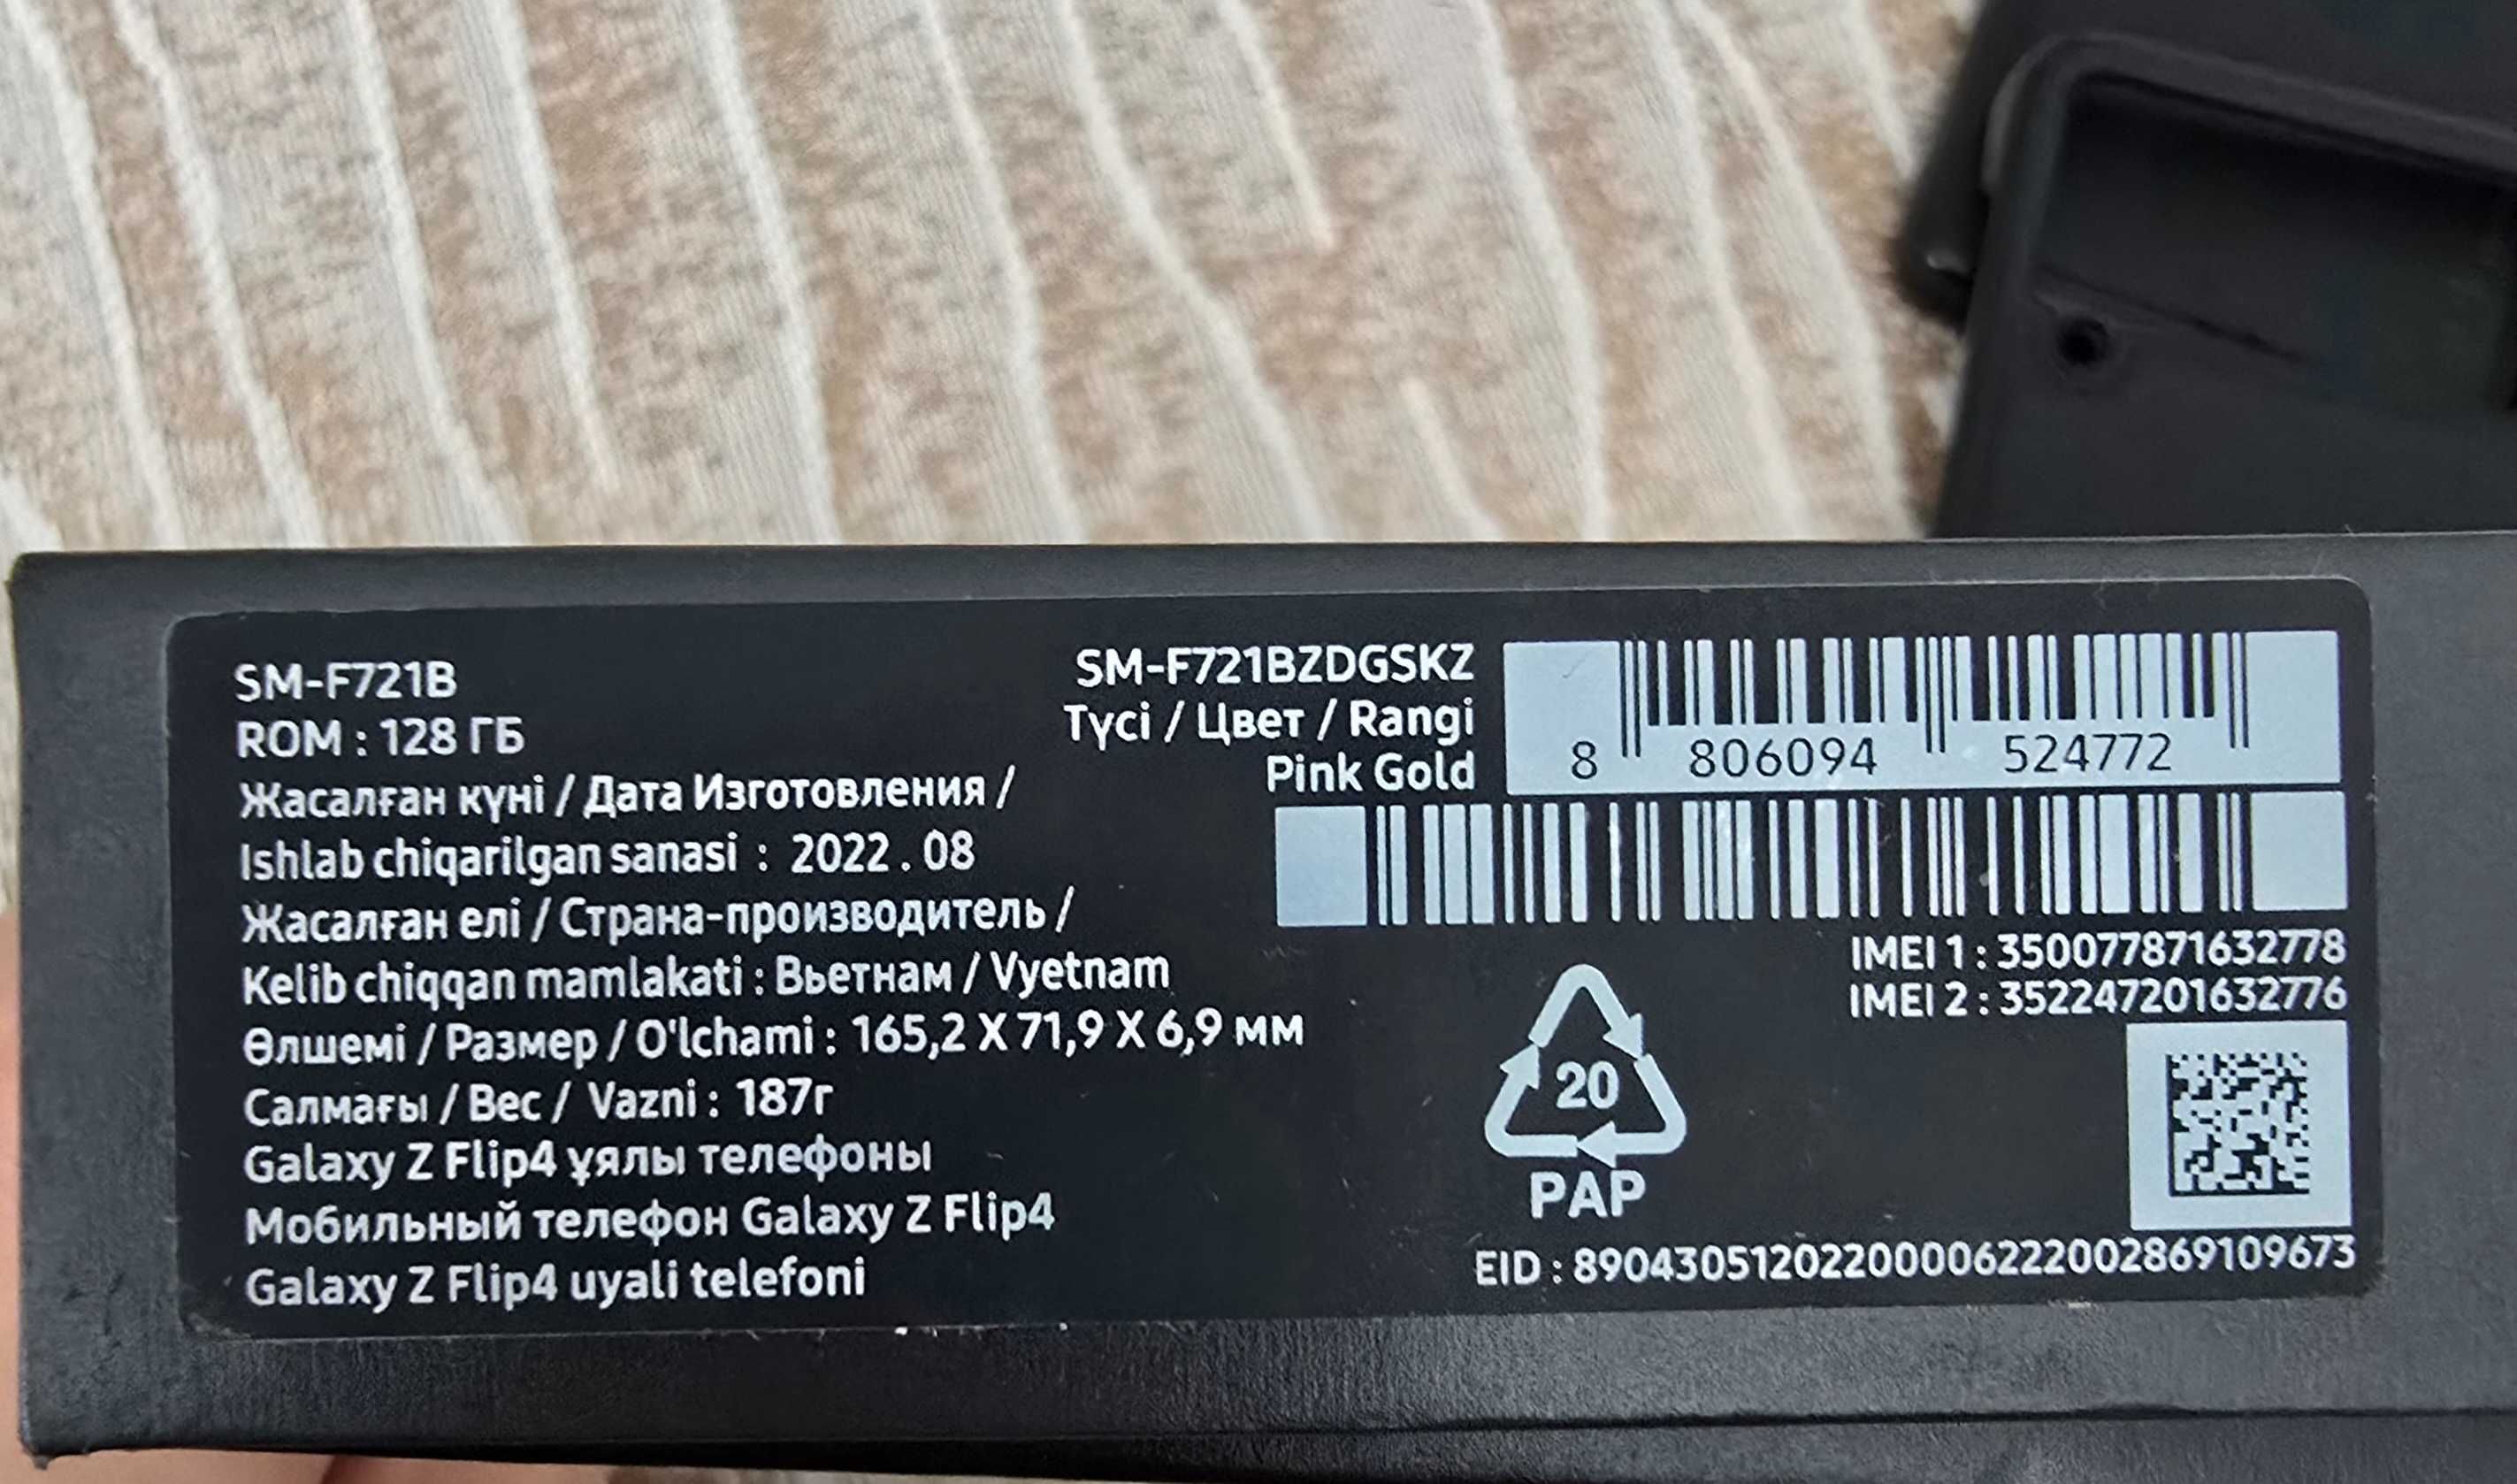 SM-F721B
ROM : 128 ГБ
Жасалған күні / Дата Изготовления /
Ishlab chiqarilgan sanasi : 2022 . 08
Жасалған елі / Страна-производитель /
Kelib chiqqan mamlakati : Вьетнам / Vyetnam
Өлшемі / Размер / O'lchami : 165,2 X 71,9 X 6,9 мм
Салмағы / Вес / Vazni : 187г
Galaxy Z Flip4 ұялы телефоны
Мобильный телефон Galaxy Z Flip4
Galaxy Z Flip4 uyali telefoni
SM-F721BZDGSKZ
Түсі / Цвет / Rangi
Pink Gold
8 806094 524772
IMEI 1 : 350077871632778
IMEI 2 : 352247201632776
20
PAP
EID : 89043051202200006222002869109673